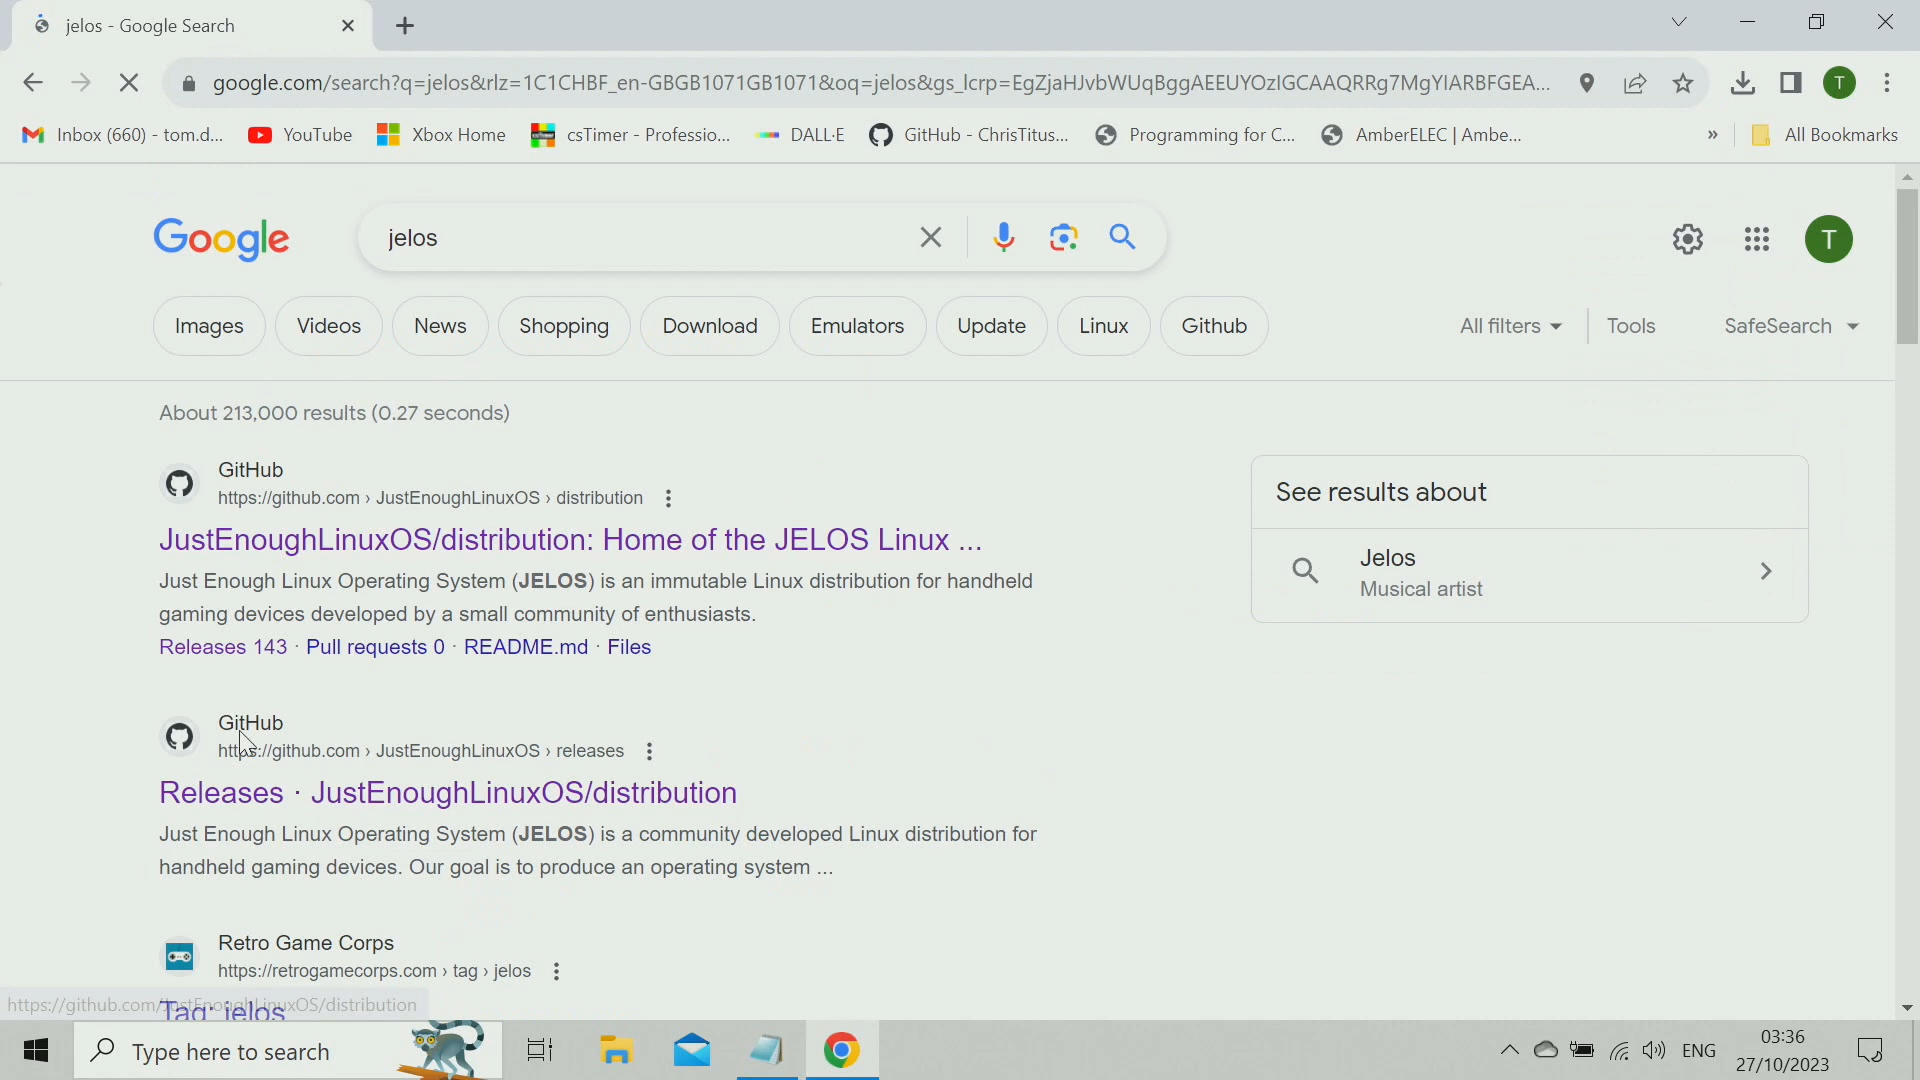 jelos - Google Search
google.com/search?q=jelos&rlz=1C1CHBF_en-GBGB1071GB1071&oq=jelos&gs_lcrp=EgZjaHJvbWUqBggAEEUYOzIGCAAQRRg7MgYIARBFGEA...
T
Inbox (660) - tom.d...
YouTube
Xbox Home
csTimer - Professio...
DALL·E
GitHub - ChrisTitus...
Programming for C...
AmberELEC | Ambe...
»
All Bookmarks
Google
jelos
T
Images
Videos
News
Shopping
Download
Emulators
Update
Linux
Github
All filters
Tools
SafeSearch
About 213,000 results (0.27 seconds)
GitHub
https://github.com › JustEnoughLinuxOS › distribution
JustEnoughLinuxOS/distribution: Home of the JELOS Linux ...
Just Enough Linux Operating System (JELOS) is an immutable Linux distribution for handheld
gaming devices developed by a small community of enthusiasts.
Releases 143 · Pull requests 0 · README.md · Files
See results about
Jelos
Musical artist
GitHub
https://github.com › JustEnoughLinuxOS › releases
Releases · JustEnoughLinuxOS/distribution
Just Enough Linux Operating System (JELOS) is a community developed Linux distribution for
handheld gaming devices. Our goal is to produce an operating system ...
Retro Game Corps
https://retrogamecorps.com › tag › jelos
Tag: jelos
https://github.com/JustEnoughLinuxOS/distribution
Type here to search
ENG
03:36
27/10/2023